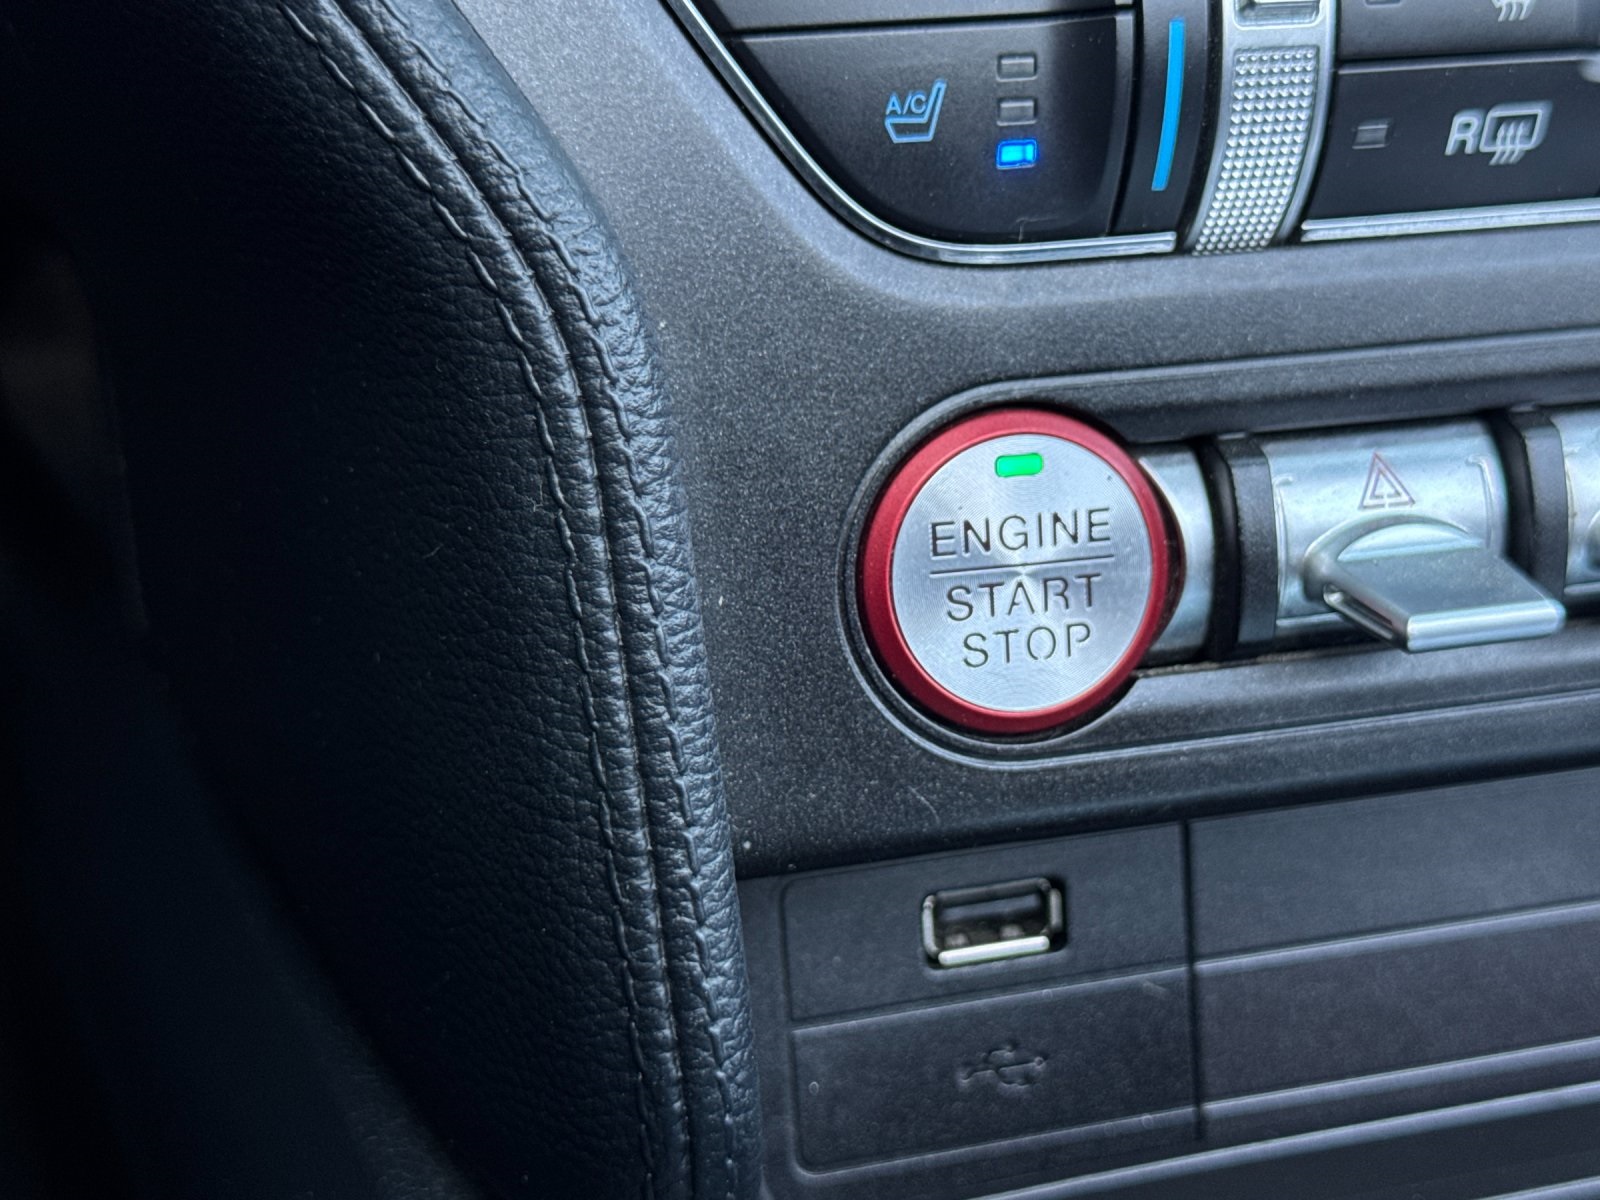 A/C
R
ENGINE
START
STOP